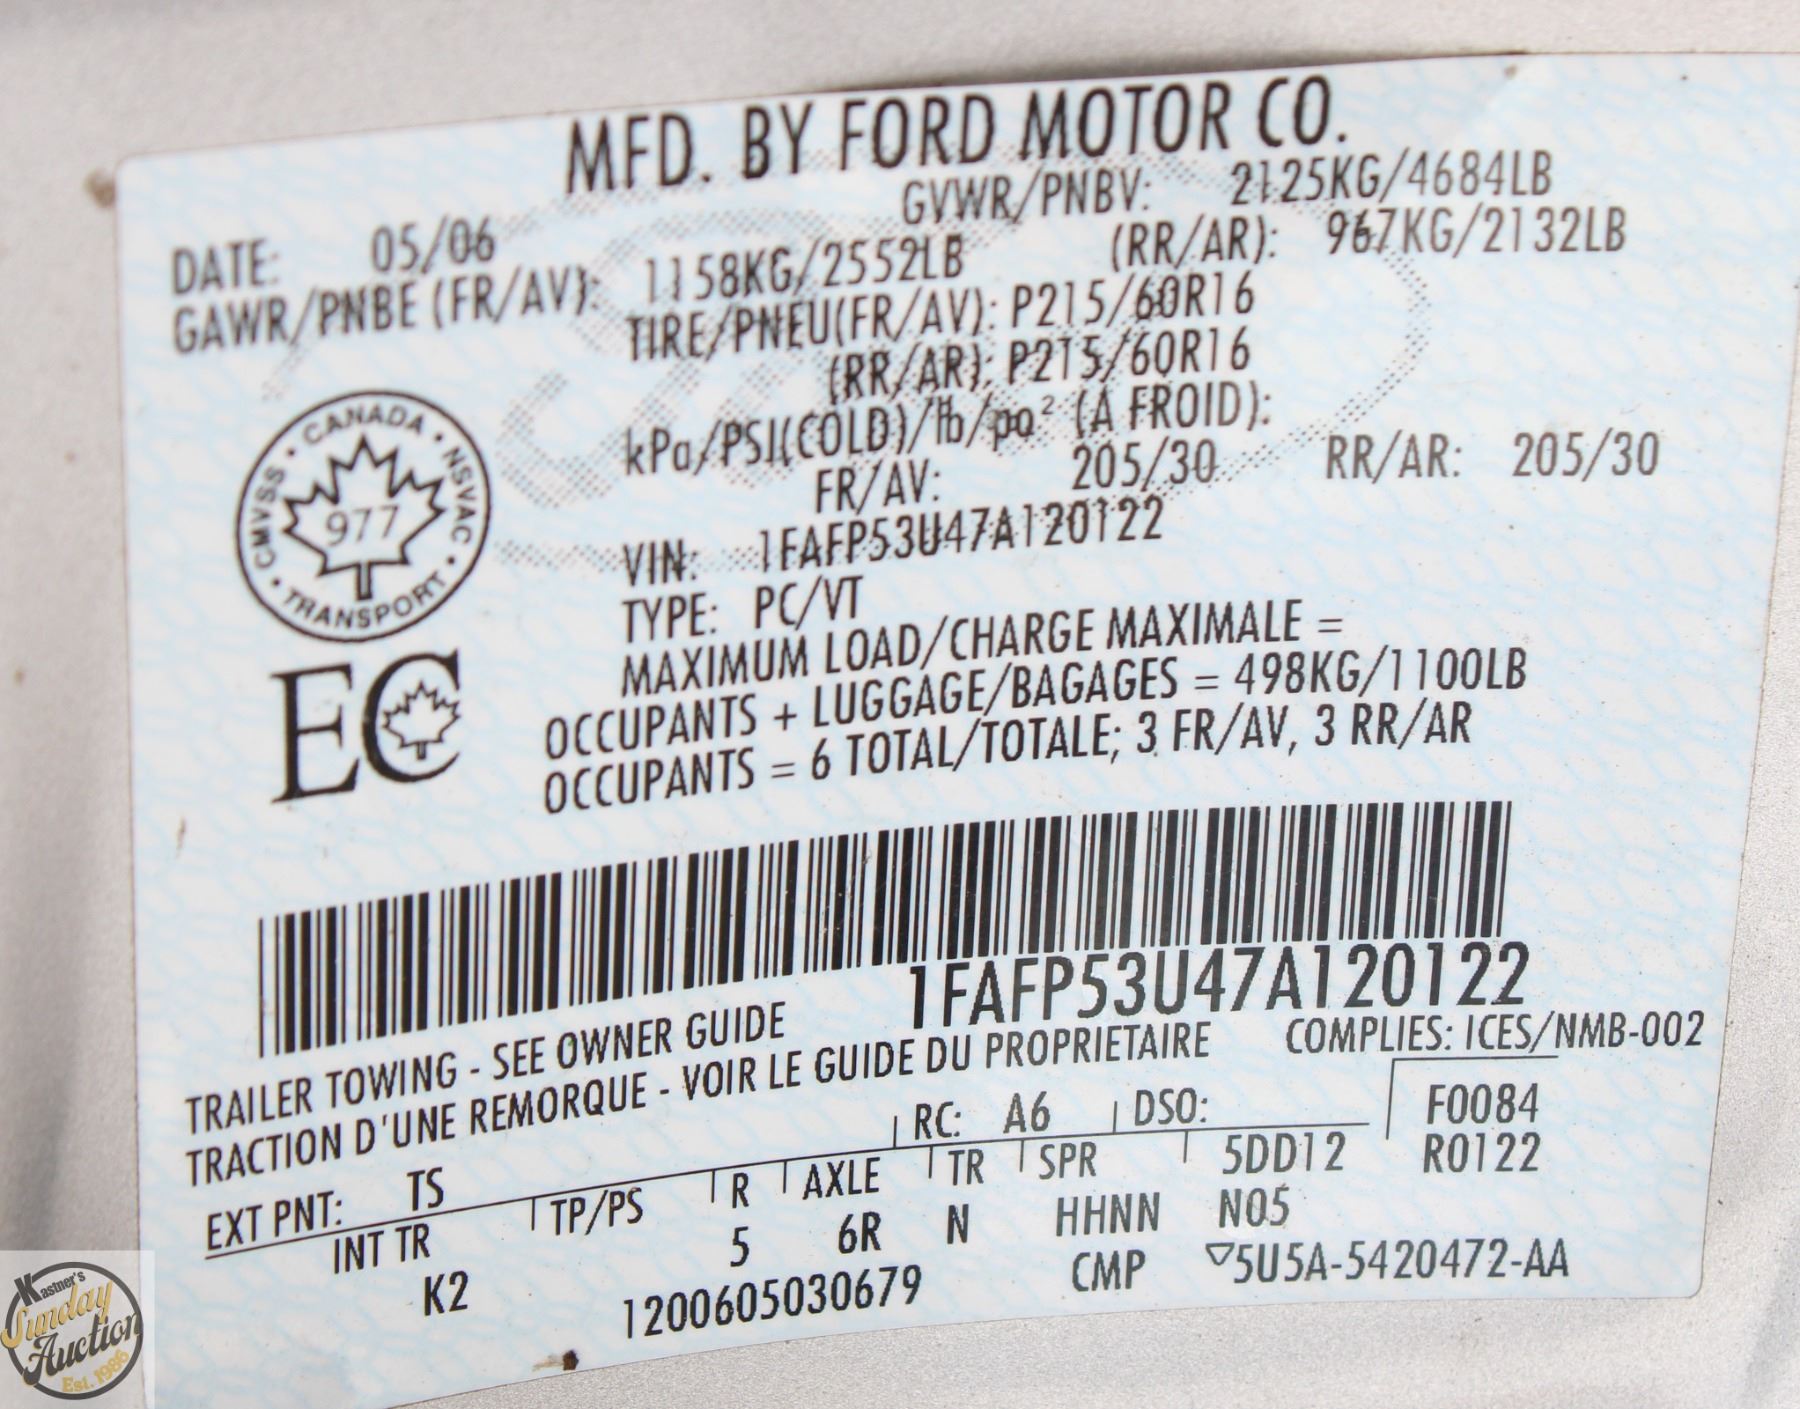 MFD. BY FORD MOTOR CO.
DATE: 05/06 GVWR/PNBV: 2125KG/4684LB
GAWR/PNBE (FR/AV): 1158KG/2552LB (RR/AR): 967KG/2132LB
TIRE/PNEU(FR/AV): P215/60R16
(RR/AR): P215/60R16
kPa/PSI(COLD)/lb/po² (A FROID):
FR/AV: 205/30 RR/AR: 205/30
VIN: 1FAFP53U47A120122
TYPE: PC/VT
MAXIMUM LOAD/CHARGE MAXIMALE =
OCCUPANTS + LUGGAGE/BAGAGES = 498KG/1100LB
OCCUPANTS = 6 TOTAL/TOTALE; 3 FR/AV, 3 RR/AR
CANADA • NSVAC • TRANSPORT • CMVSS •
977
EC
1FAFP53U47A120122
TRAILER TOWING - SEE OWNER GUIDE
TRACTION D'UNE REMORQUE - VOIR LE GUIDE DU PROPRIETAIRE
COMPLIES: ICES/NMB-002
EXT PNT: TS RC: A6 DSO: F0084
INT TR TP/PS R AXLE TR SPR 5DD12 R0122
K2 5 6R N HHNN N05
1200605030679 CMP ▽5U5A-5420472-AA
Kastner's
Sunday
Auction
Est. 1986